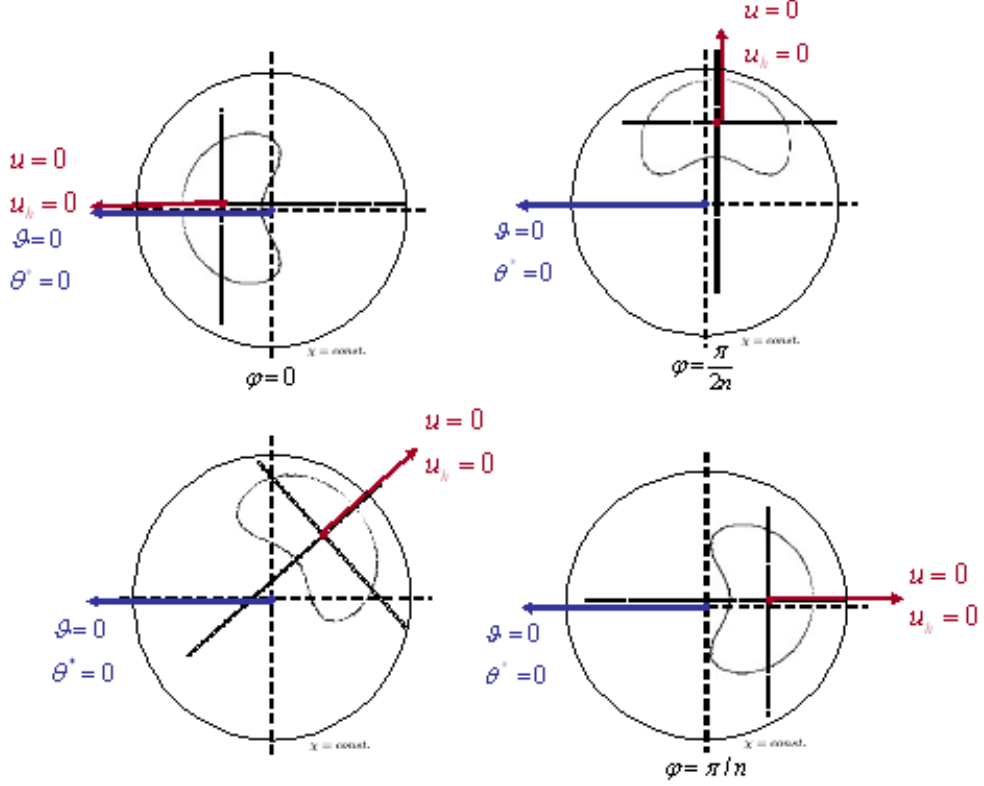 u = 0
u_h = 0
ϑ=0
θ* = 0
χ = const.
φ=0
u = 0
u_h = 0
ϑ=0
θ* = 0
χ = const.
φ = π/2n
u = 0
u_h = 0
ϑ=0
θ* = 0
χ = const.
u = 0
u_h = 0
ϑ=0
θ* = 0
χ = const.
φ = π/n